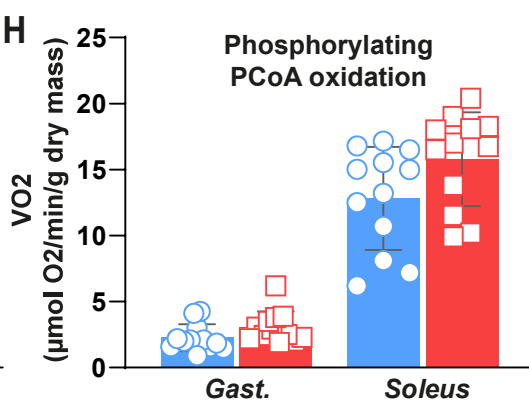 H
Phosphorylating
PCoA oxidation
VO2
(µmol O2/min/g dry mass)
25
20
15
10
5
0
Gast.
Soleus